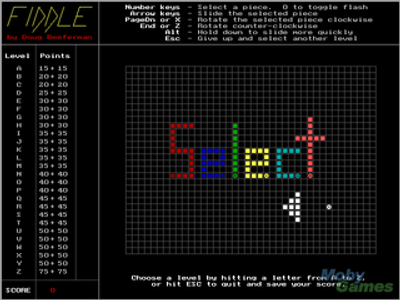 FIDDLE
by Doug Beeferman
Number keys - Select a piece. 0 to toggle flash
Arrow keys - Slide the selected piece
PageDn or X - Rotate the selected piece clockwise
End or Z - Rotate counter-clockwise
Alt - Hold down to slide more quickly
Esc - Give up and select another level
Level Points
A 15+15
B 20+20
C 20+20
D 25+25
E 30+30
F 30+30
G 30+30
H 30+30
I 35+35
J 35+35
K 35+35
L 35+35
M 35+35
N 40+40
O 40+40
P 40+40
Q 45+45
R 45+45
S 45+45
T 45+45
U 50+50
V 50+50
W 50+50
X 50+50
Y 50+50
Z 75+75
SCORE 0
Select
Choose a level by hitting a letter from A to Z,
or hit ESC to quit and save your score.
Moby
Games